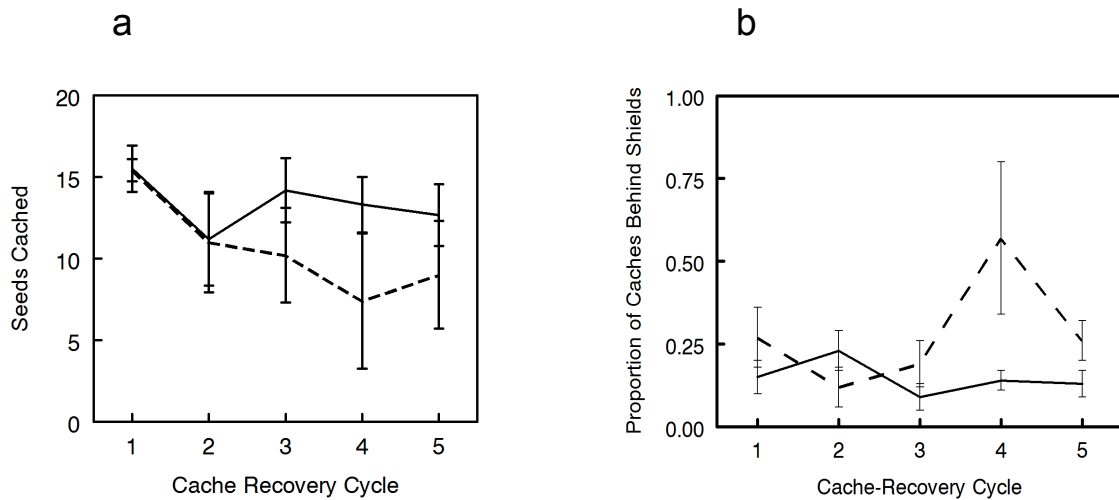 a
b
20
15
10
5
0
Seeds Cached
1 2 3 4 5
Cache Recovery Cycle
1.00
0.75
0.50
0.25
0.00
Proportion of Caches Behind Shields
1 2 3 4 5
Cache-Recovery Cycle